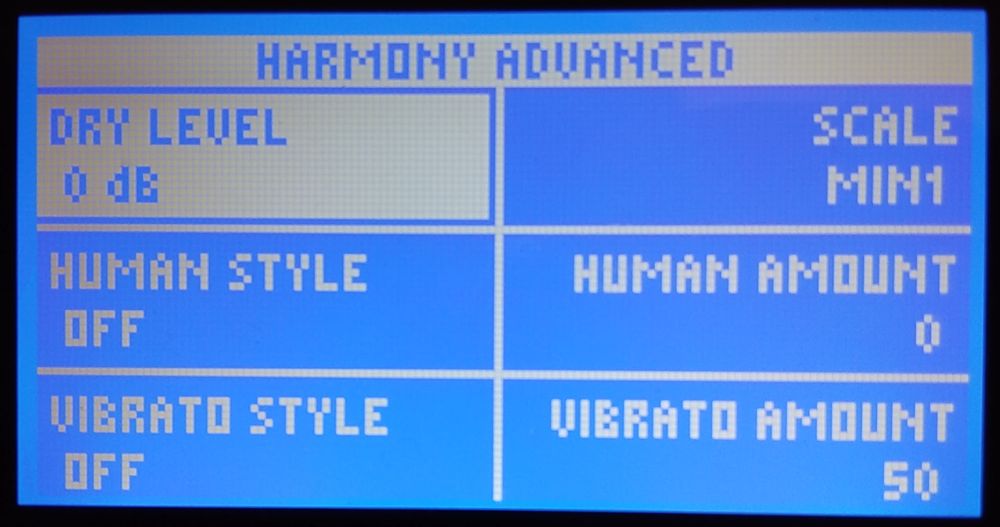 HARMONY ADVANCED
DRY LEVEL
0 dB
SCALE
MIN1
HUMAN STYLE
OFF
HUMAN AMOUNT
0
VIBRATO STYLE
OFF
VIBRATO AMOUNT
50